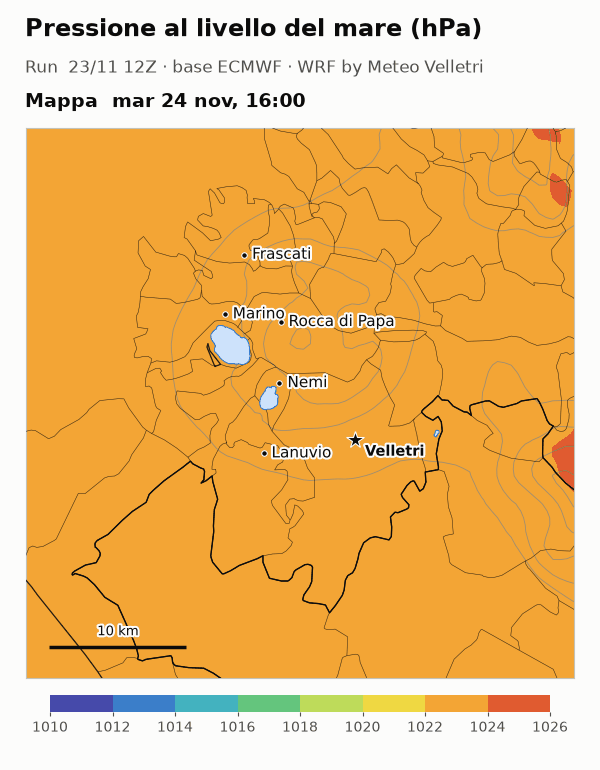 Pressione al livello del mare (hPa)
Run  23/11 12Z · base ECMWF · WRF by Meteo Velletri
Mappa  mar 24 nov, 16:00
Frascati
Marino
Rocca di Papa
Nemi
Velletri
Lanuvio
10 km
1010 1012 1014 1016 1018 1020 1022 1024 1026